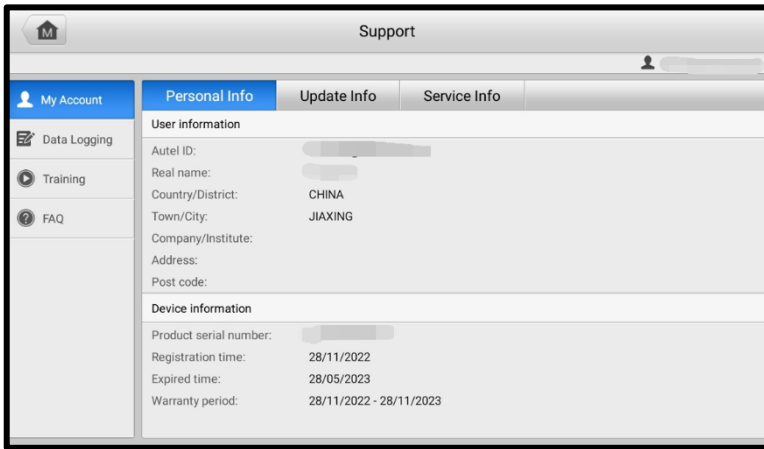 M
Support
My Account
Data Logging
Training
FAQ
Personal Info Update Info Service Info
User information
Autel ID:
Real name:
Country/District: CHINA
Town/City: JIAXING
Company/Institute:
Address:
Post code:
Device information
Product serial number:
Registration time: 28/11/2022
Expired time: 28/05/2023
Warranty period: 28/11/2022 - 28/11/2023